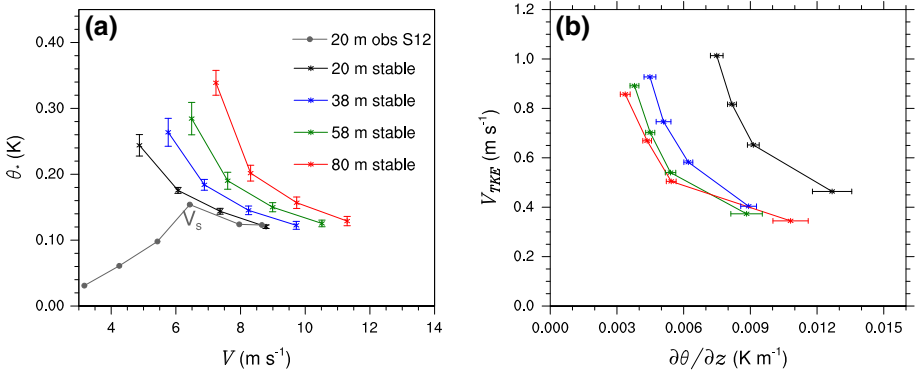 (a)
0.40
0.30
0.20
0.10
0.00
θ* (K)
20 m obs S12
20 m stable
38 m stable
58 m stable
80 m stable
Vs
4 6 8 10 12 14
V (m s-1)
(b)
1.2
1.0
0.8
0.6
0.4
0.2
0.0
VTKE (m s-1)
0.000 0.003 0.006 0.009 0.012 0.015
∂θ/∂z (K m-1)